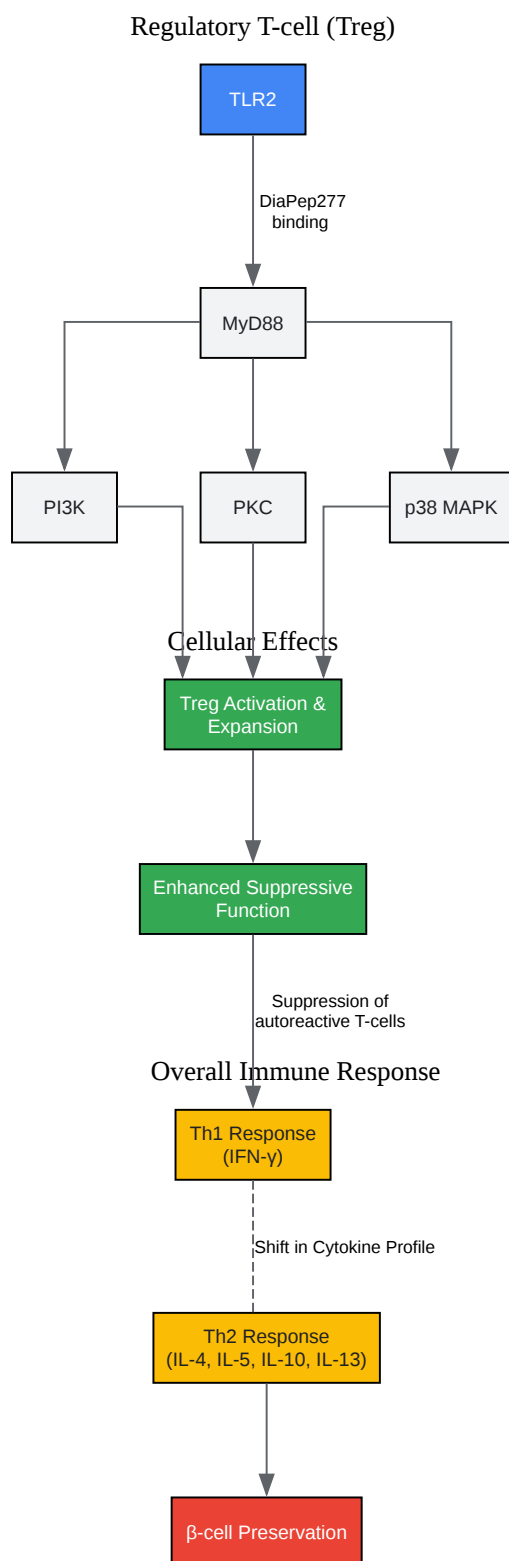 Regulatory T-cell (Treg)
TLR2
DiaPep277
binding
MyD88
PI3K
PKC
p38 MAPK
Cellular Effects
Treg Activation &
Expansion
Enhanced Suppressive
Function
Suppression of
autoreactive T-cells
Overall Immune Response
Th1 Response
(IFN-γ)
Shift in Cytokine Profile
Th2 Response
(IL-4, IL-5, IL-10, IL-13)
β-cell Preservation